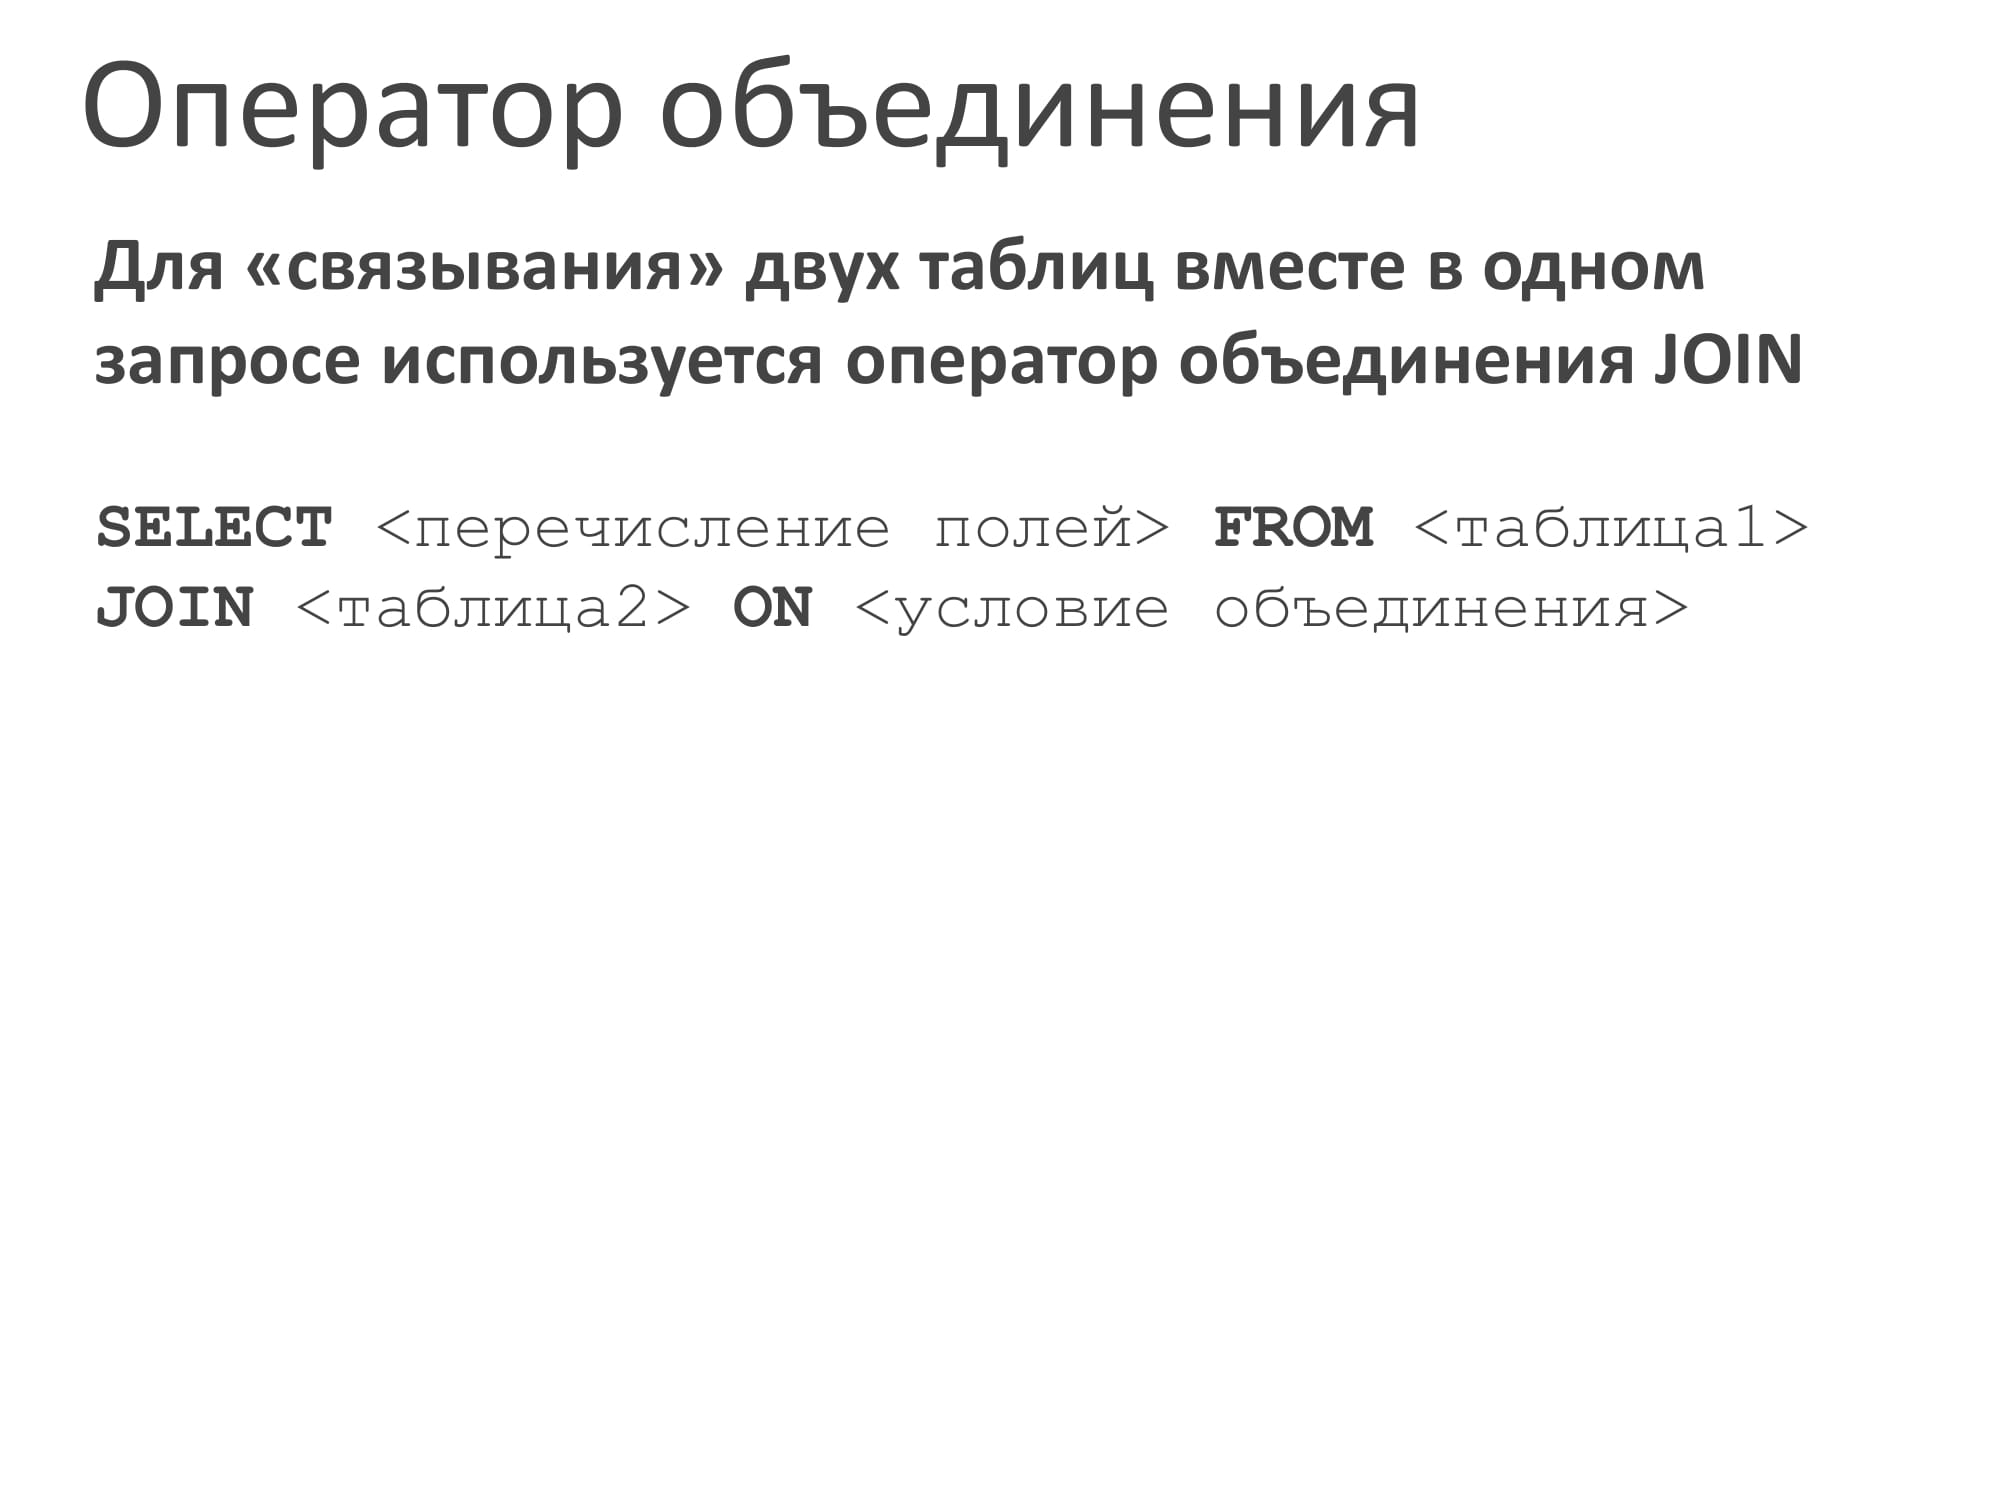 Оператор объединения
Для «связывания» двух таблиц вместе в одном
запросе используется оператор объединения JOIN
SELECT <перечисление полей> FROM <таблица1>
JOIN <таблица2> ON <условие объединения>